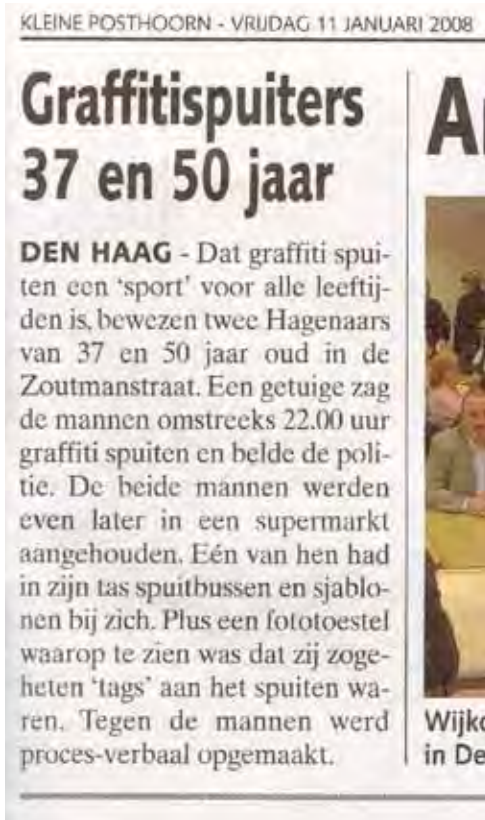 KLEINE POSTHOORN - VRIJDAG 11 JANUARI 2008
Graffitispuiters
37 en 50 jaar
DEN HAAG - Dat graffiti spui-
ten een ‘sport’ voor alle leeftij-
den is, bewezen twee Hagenaars
van 37 en 50 jaar oud in de
Zoutmanstraat. Een getuige zag
de mannen omstreeks 22.00 uur
graffiti spuiten en belde de poli-
tie. De beide mannen werden
even later in een supermarkt
aangehouden. Eén van hen had
in zijn tas spuitbussen en sjablo-
nen bij zich. Plus een fototoestel
waarop te zien was dat zij zoge-
heten ‘tags’ aan het spuiten wa-
ren. Tegen de mannen werd
proces-verbaal opgemaakt.
in De